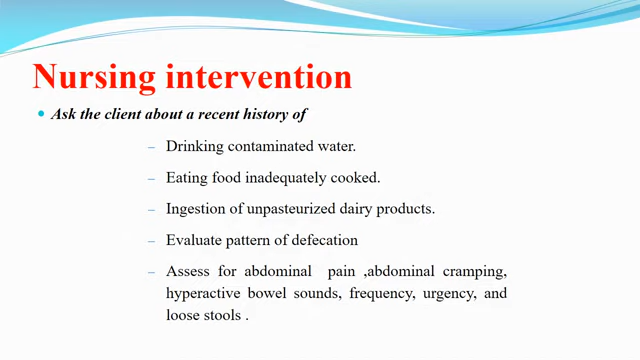 Nursing intervention
• Ask the client about a recent history of
– Drinking contaminated water.
– Eating food inadequately cooked.
– Ingestion of unpasteurized dairy products.
– Evaluate pattern of defecation
– Assess for abdominal pain ,abdominal cramping,
hyperactive bowel sounds, frequency, urgency, and
loose stools .